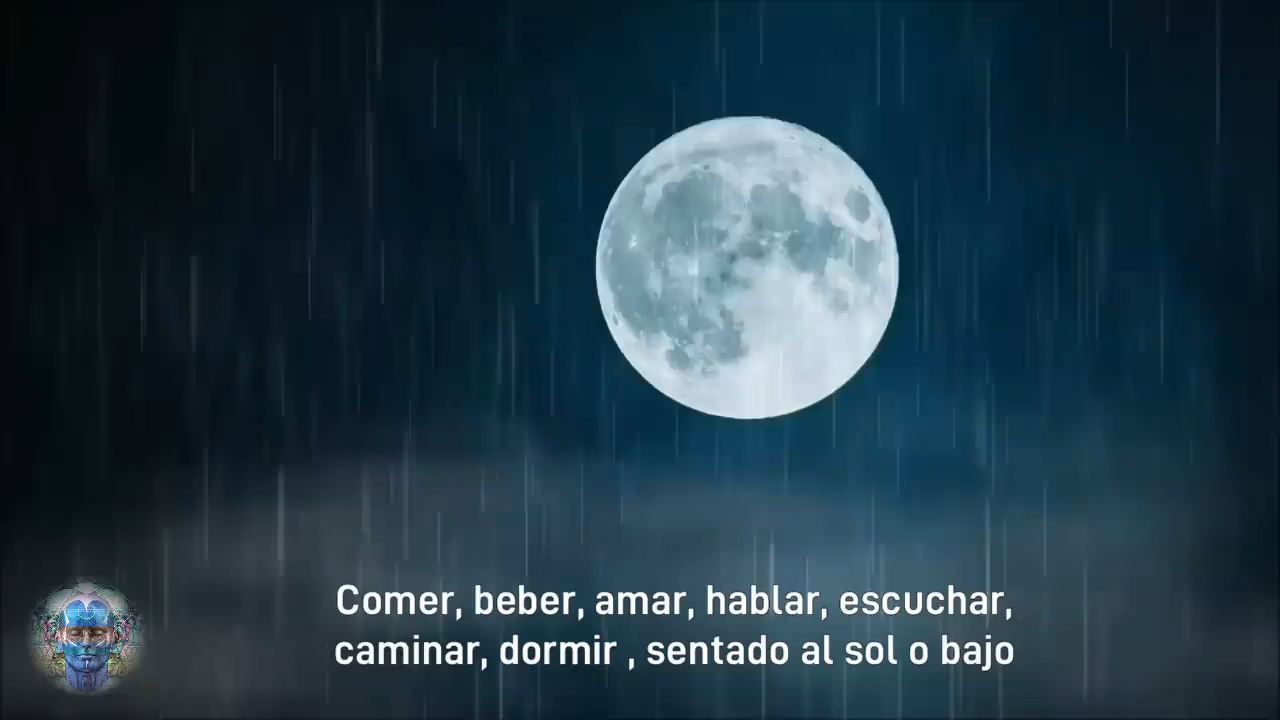 Comer, beber, amar, hablar, escuchar,
caminar, dormir , sentado al sol o bajo